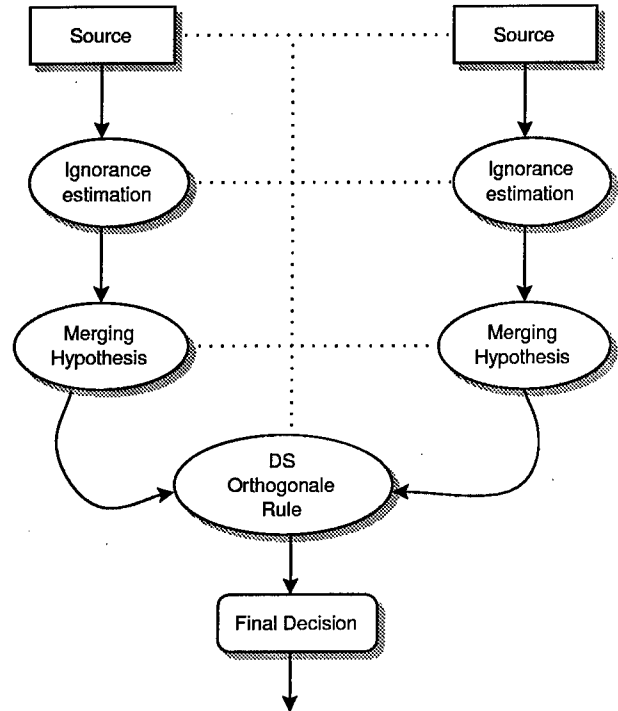 Source
Source
Ignorance
estimation
Ignorance
estimation
Merging
Hypothesis
Merging
Hypothesis
DS
Orthogonale
Rule
Final Decision